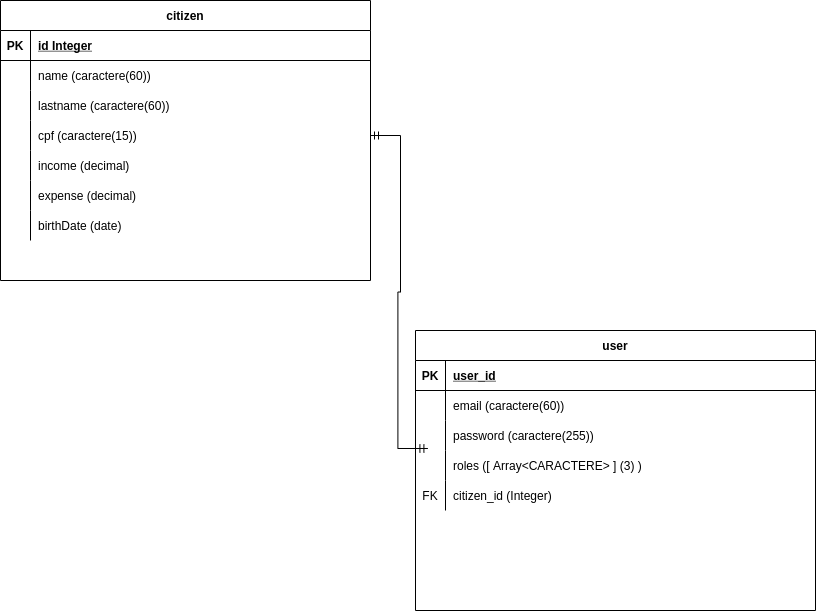 citizen
PK id Integer
name (caractere(60))
lastname (caractere(60))
cpf (caractere(15))
income (decimal)
expense (decimal)
birthDate (date)
user
PK user_id
email (caractere(60))
password (caractere(255))
roles ([ Array<CARACTERE> ] (3) )
FK citizen_id (Integer)